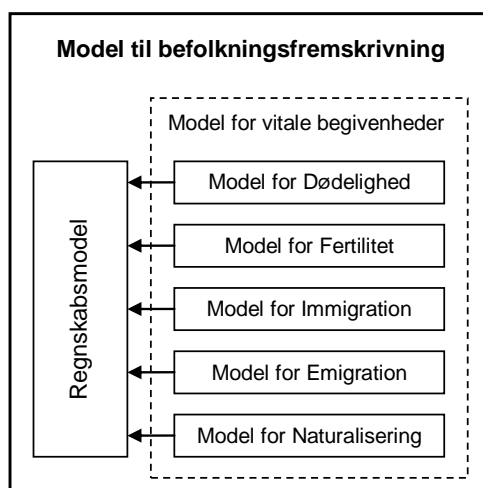 Model til befolkningsfremskrivning
Model for vitale begivenheder
Regnskabsmodel
Model for Dødelighed
Model for Fertilitet
Model for Immigration
Model for Emigration
Model for Naturalisering